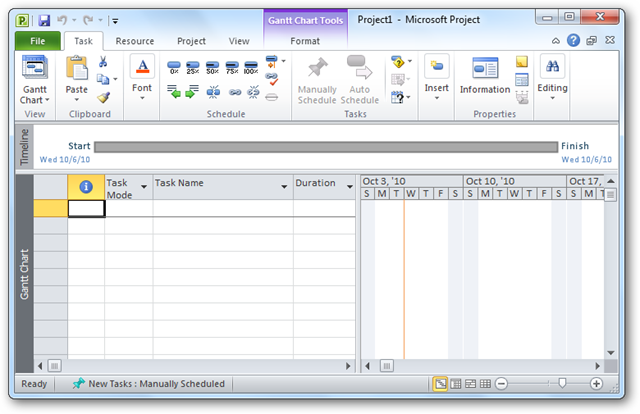 Gantt Chart Tools Project1 - Microsoft Project
File Task Resource Project View Format
0% 25% 50% 75% 100%
Gantt Chart Paste Font Manually Schedule Auto Schedule Insert Information Editing
View Clipboard Schedule Tasks Properties
Timeline
Start Finish
Wed 10/6/10 Wed 10/6/10
Task Mode Task Name Duration Oct 3, '10 Oct 10, '10 Oct 17,
S M T W T F S S M T W T F S S M T
Gantt Chart
Ready New Tasks : Manually Scheduled